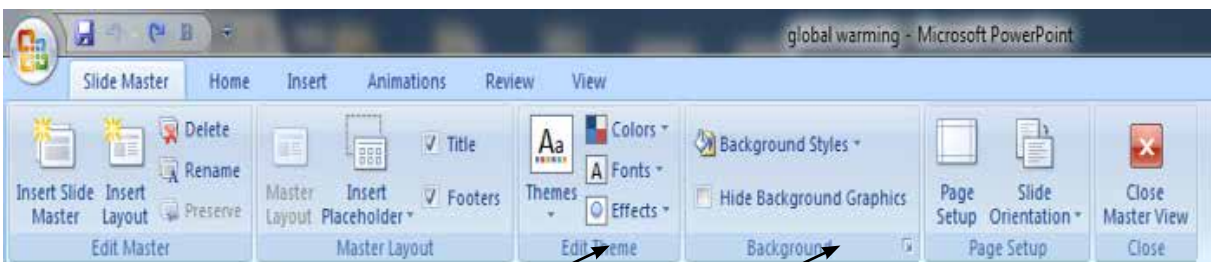 global warming - Microsoft PowerPoint
Slide Master Home Insert Animations Review View
Insert Slide Master
Insert Layout
Delete
Rename
Preserve
Edit Master
Master Layout
Insert Placeholder
Title
Footers
Master Layout
Aa
Themes
Colors
A Fonts
Effects
Edit Theme
Background Styles
Hide Background Graphics
Background
Page Setup
Slide Orientation
Page Setup
Close Master View
Close